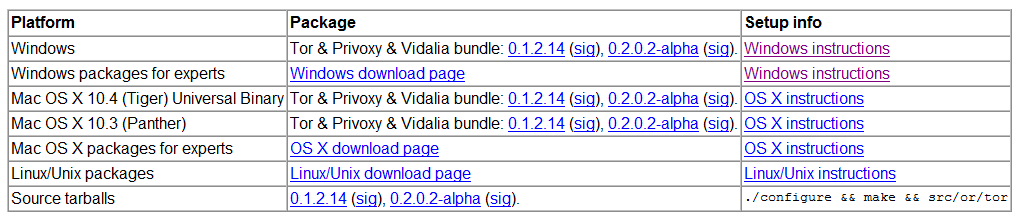 Platform Package Setup info
Windows Tor & Privoxy & Vidalia bundle: 0.1.2.14 (sig), 0.2.0.2-alpha (sig). Windows instructions
Windows packages for experts Windows download page Windows instructions
Mac OS X 10.4 (Tiger) Universal Binary Tor & Privoxy & Vidalia bundle: 0.1.2.14 (sig), 0.2.0.2-alpha (sig). OS X instructions
Mac OS X 10.3 (Panther) Tor & Privoxy & Vidalia bundle: 0.1.2.14 (sig), 0.2.0.2-alpha (sig). OS X instructions
Mac OS X packages for experts OS X download page OS X instructions
Linux/Unix packages Linux/Unix download page Linux/Unix instructions
Source tarballs 0.1.2.14 (sig), 0.2.0.2-alpha (sig). ./configure && make && src/or/tor